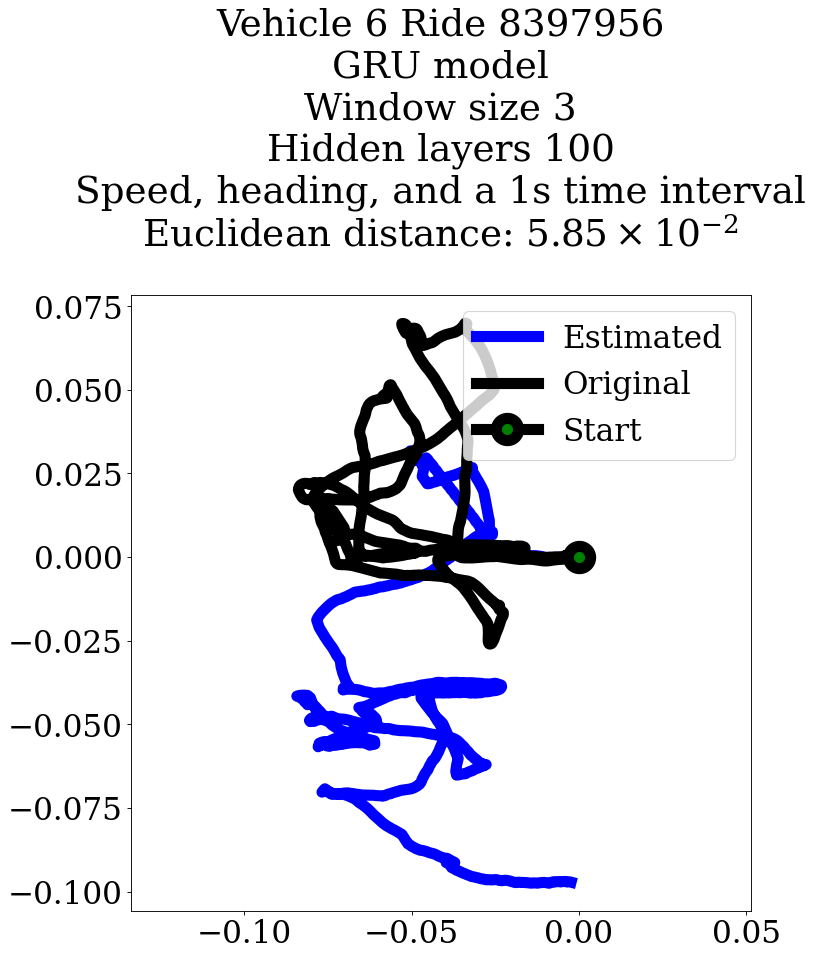 Vehicle 6 Ride 8397956
GRU model
Window size 3
Hidden layers 100
Speed, heading, and a 1s time interval
Euclidean distance: 5.85 × 10⁻²
0.075
0.050
0.025
0.000
−0.025
−0.050
−0.075
−0.100
Estimated
Original
Start
−0.10
−0.05
0.00
0.05